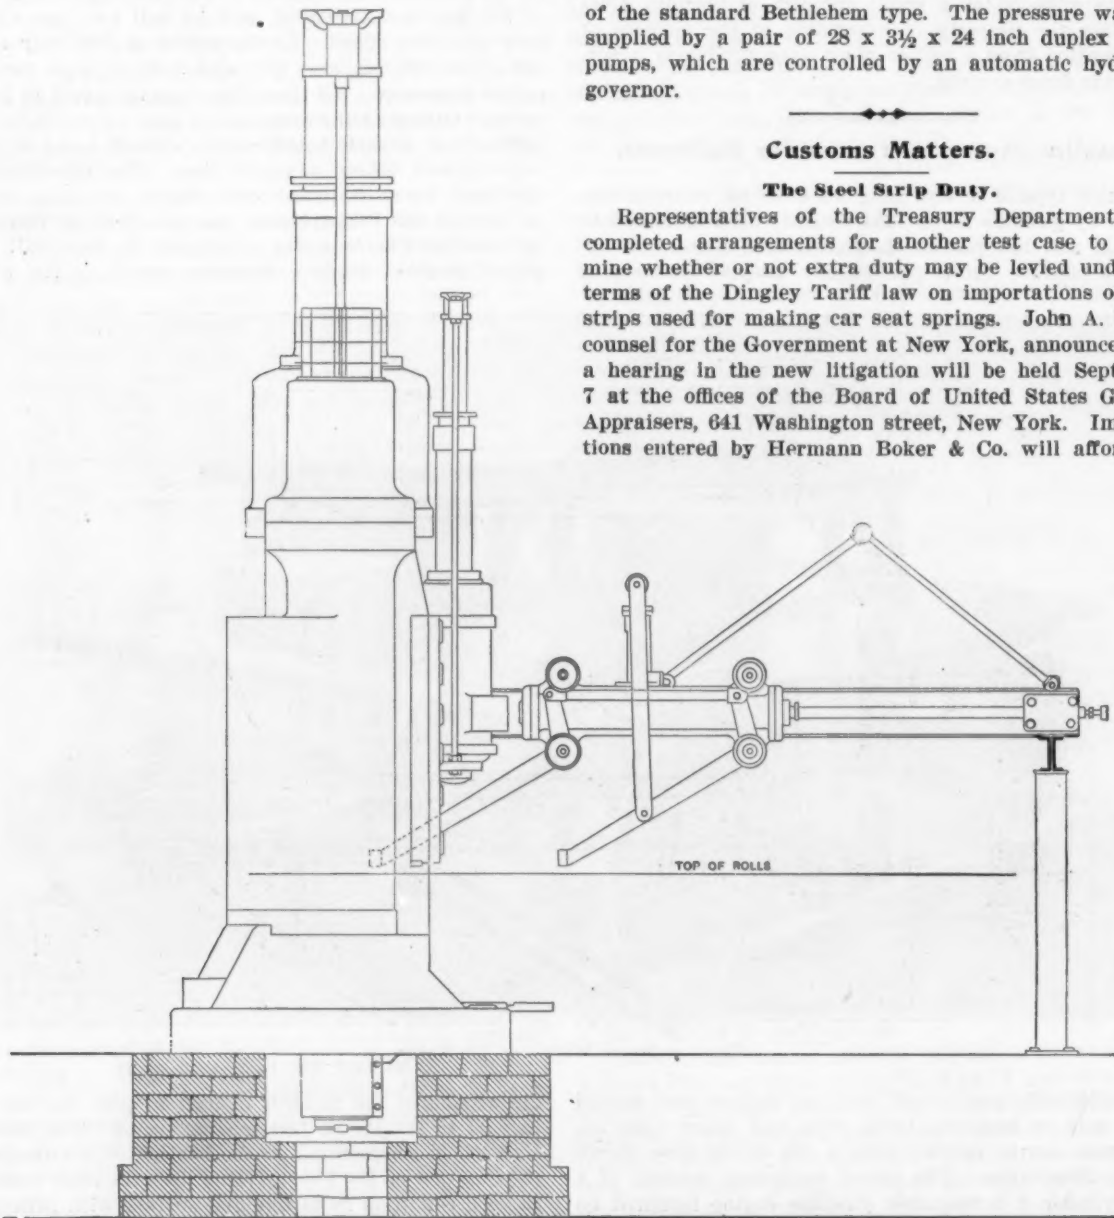 of the standard Bethlehem type. The pressure wa
supplied by a pair of 28 x 3½ x 24 inch duplex
pumps, which are controlled by an automatic hyd
governor.
Customs Matters.
The Steel Strip Duty.
Representatives of the Treasury Department
completed arrangements for another test case to
mine whether or not extra duty may be levied und
terms of the Dingley Tariff law on importations o
strips used for making car seat springs. John A.
counsel for the Government at New York, announce
a hearing in the new litigation will be held Sept
7 at the offices of the Board of United States G
Appraisers, 641 Washington street, New York. Im
tions entered by Hermann Boker & Co. will affor
TOP OF ROLLS